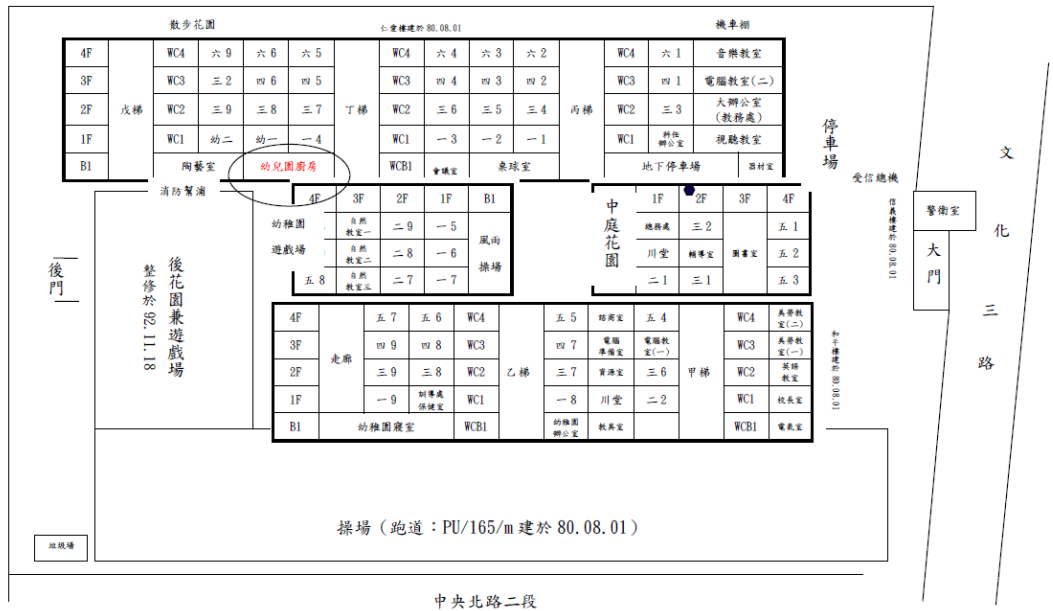 散步花園
仁愛樓建於 80.08.01
機車棚
4F WC4 六 9 六 6 六 5 WC4 六 4 六 3 六 2 WC4 六 1 音樂教室
3F WC3 三 2 四 6 四 5 WC3 四 4 四 3 四 2 WC3 四 1 電腦教室(二)
戊梯 丁梯 丙梯
2F WC2 三 9 三 8 三 7 WC2 三 6 三 5 三 4 WC2 三 3 大辦公室
(教務處)
1F WC1 幼二 幼一 一 4 WC1 一 3 一 2 一 1 WC1 科任
辦公室 視聽教室
B1 陶藝室 幼兒園廚房 WCB1 會議室 桌球室 地下停車場 器材室
停車場
文化三路
受信總機
信義樓建於 80.08.01
警衛室
大門
消防幫浦
4F 3F 2F 1F B1
幼稚園
遊戲場
自然
教室一 二 9 一 5
自然
教室二 二 8 一 6
五 8 自然
教室三 二 7 一 7
風雨
操場
中庭花園
1F 2F 3F 4F
總務處 三 2 五 1
川堂 輔導室 圖書室 五 2
二 1 三 1 五 3
後門
後花園兼遊戲場
整修於 92.11.18
4F 五 7 五 6 WC4 五 5 諮商室 五 4 WC4 美勞教
室(二)
3F 四 9 四 8 WC3 四 7 電腦
準備室 電腦教
室(一) WC3 美勞教
室(一)
走廊 乙梯 甲梯
2F 三 9 三 8 WC2 三 7 資源室 三 6 WC2 英語
教室
1F 一 9 訓導處
保健室 WC1 一 8 川堂 二 2 WC1 校長室
B1 幼稚園寢室 WCB1 幼稚園
辦公室 教具室 WCB1 電氣室
和平樓建於 80.08.01
操場（跑道：PU/165/m 建於 80.08.01）
垃圾場
中央北路二段